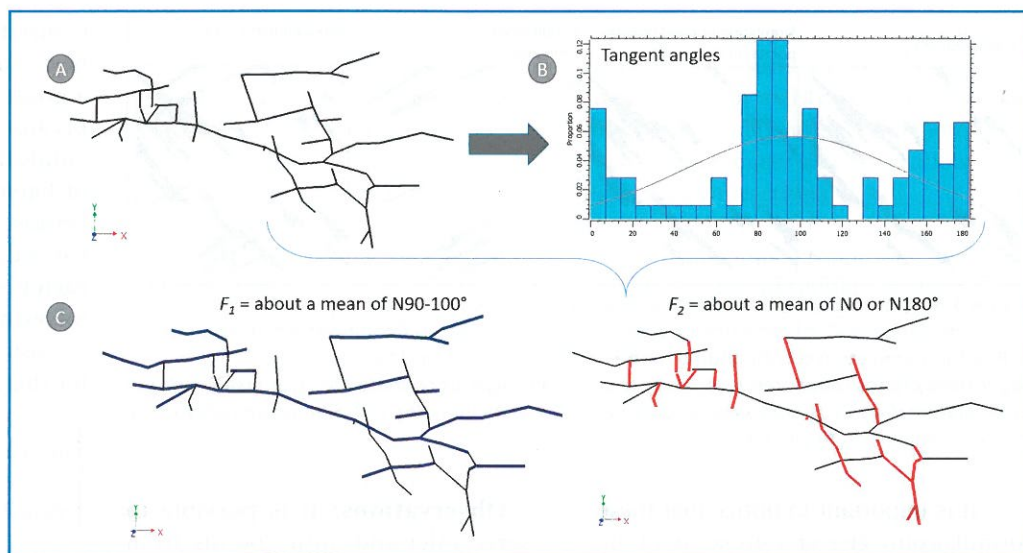 A
B
Tangent angles
Proportion
0.12
0.1
0.08
0.06
0.04
0.02
0
0 20 40 60 80 100 120 140 160 180
Y
Z X
C
F1 = about a mean of N90-100°
F2 = about a mean of N0 or N180°
Y
Z X
Y
Z X